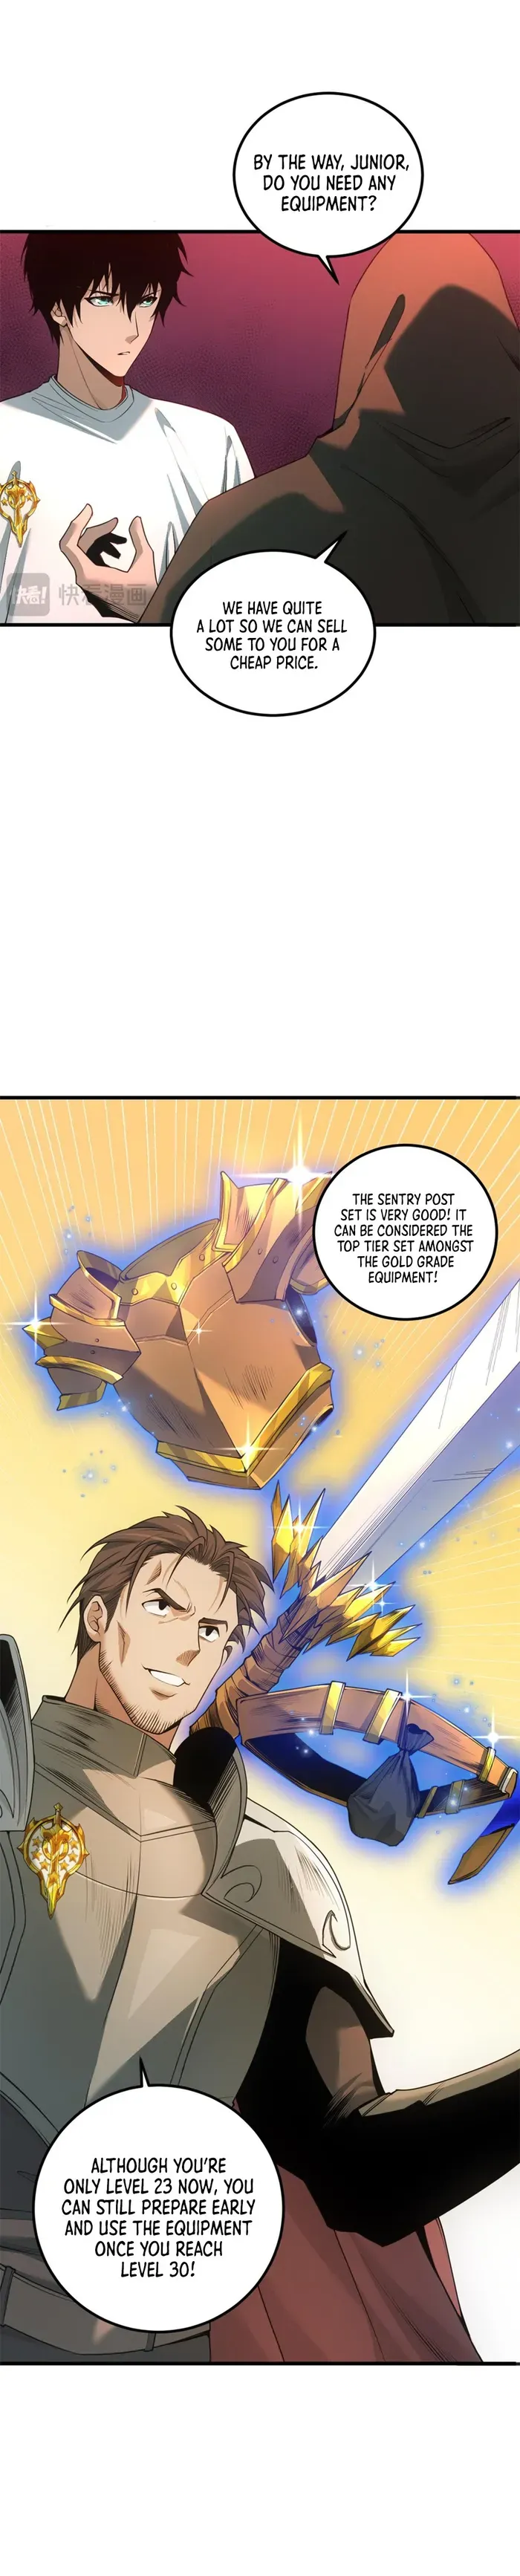 BY THE WAY, JUNIOR,
DO YOU NEED ANY
EQUIPMENT?
快看! 快看漫画
WE HAVE QUITE
A LOT SO WE CAN SELL
SOME TO YOU FOR A
CHEAP PRICE.
THE SENTRY POST
SET IS VERY GOOD! IT
CAN BE CONSIDERED THE
TOP TIER SET AMONGST
THE GOLD GRADE
EQUIPMENT!
ALTHOUGH YOU'RE
ONLY LEVEL 23 NOW, YOU
CAN STILL PREPARE EARLY
AND USE THE EQUIPMENT
ONCE YOU REACH
LEVEL 30!